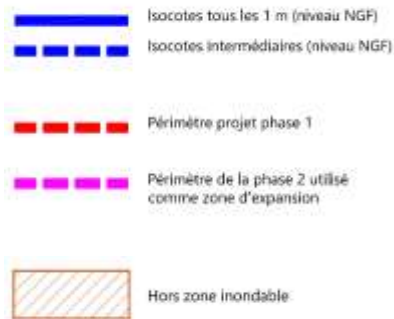 Isocotes tous les 1 m (niveau NGF)
Isocotes intermédiaires (niveau NGF)
Périmètre projet phase 1
Périmètre de la phase 2 utilisé
comme zone d'expansion
Hors zone inondable